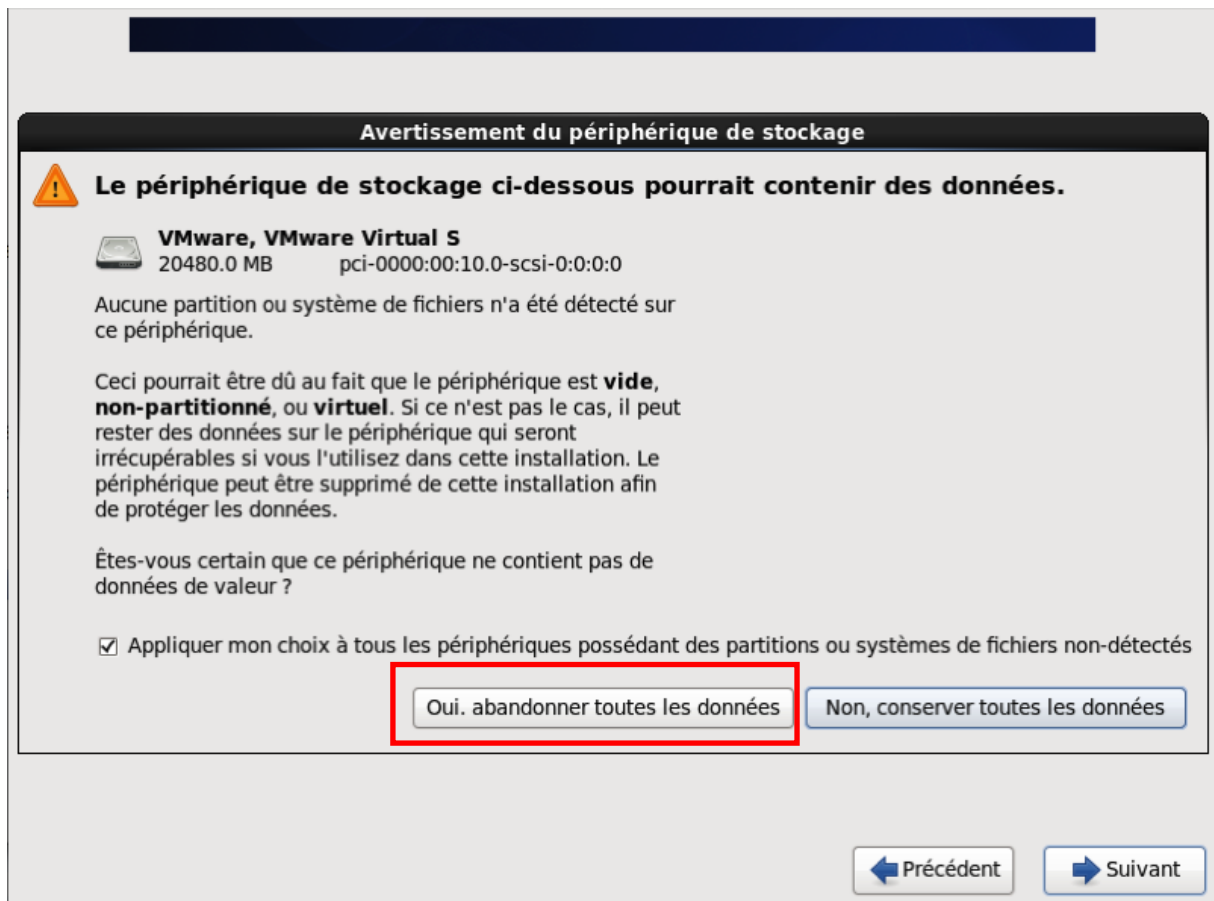 Avertissement du périphérique de stockage
Le périphérique de stockage ci-dessous pourrait contenir des données.
VMware, VMware Virtual S
20480.0 MB pci-0000:00:10.0-scsi-0:0:0:0
Aucune partition ou système de fichiers n'a été détecté sur
ce périphérique.
Ceci pourrait être dû au fait que le périphérique est vide,
non-partitionné, ou virtuel. Si ce n'est pas le cas, il peut
rester des données sur le périphérique qui seront
irrécupérables si vous l'utilisez dans cette installation. Le
périphérique peut être supprimé de cette installation afin
de protéger les données.
Êtes-vous certain que ce périphérique ne contient pas de
données de valeur ?
Appliquer mon choix à tous les périphériques possédant des partitions ou systèmes de fichiers non-détectés
Oui. abandonner toutes les données Non, conserver toutes les données
Précédent Suivant